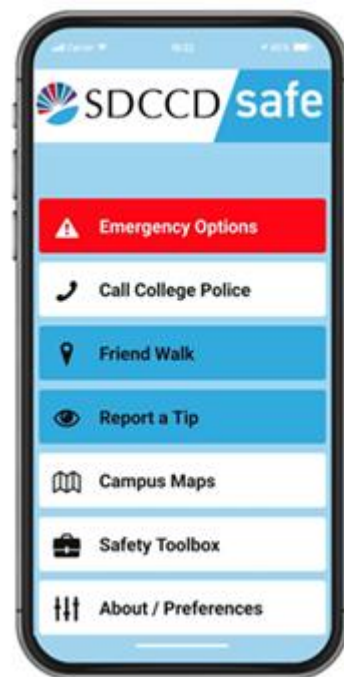 SDCCD safe
Emergency Options
Call College Police
Friend Walk
Report a Tip
Campus Maps
Safety Toolbox
About / Preferences